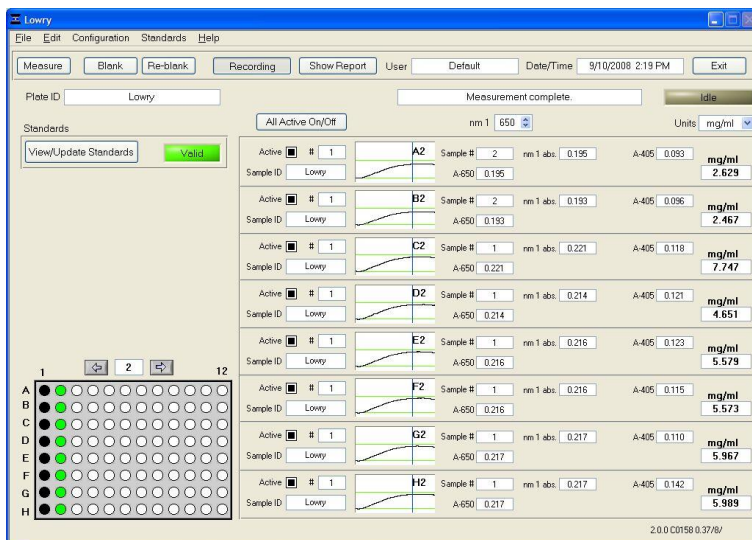 Lowry
File Edit Configuration Standards Help
Measure Blank Re-blank Recording Show Report User Default Date/Time 9/10/2008 2:19 PM Exit
Plate ID Lowry Measurement complete. Idle
Standards All Active On/Off nm 1 650 Units mg/ml
View/Update Standards Valid
Active # 1 A2 Sample # 2 nm 1 abs. 0.195 A-405 0.093 mg/ml
Sample ID Lowry A-650 0.195 2.629
Active # 1 B2 Sample # 2 nm 1 abs. 0.193 A-405 0.096 mg/ml
Sample ID Lowry A-650 0.193 2.467
Active # 1 C2 Sample # 1 nm 1 abs. 0.221 A-405 0.118 mg/ml
Sample ID Lowry A-650 0.221 7.747
Active # 1 D2 Sample # 1 nm 1 abs. 0.214 A-405 0.121 mg/ml
Sample ID Lowry A-650 0.214 4.651
Active # 1 E2 Sample # 1 nm 1 abs. 0.216 A-405 0.123 mg/ml
Sample ID Lowry A-650 0.216 5.579
Active # 1 F2 Sample # 1 nm 1 abs. 0.216 A-405 0.115 mg/ml
Sample ID Lowry A-650 0.216 5.573
Active # 1 G2 Sample # 1 nm 1 abs. 0.217 A-405 0.110 mg/ml
Sample ID Lowry A-650 0.217 5.967
Active # 1 H2 Sample # 1 nm 1 abs. 0.217 A-405 0.142 mg/ml
Sample ID Lowry A-650 0.217 5.989
1 2 12
A
B
C
D
E
F
G
H
2.0.0 C0158 0.37/8/